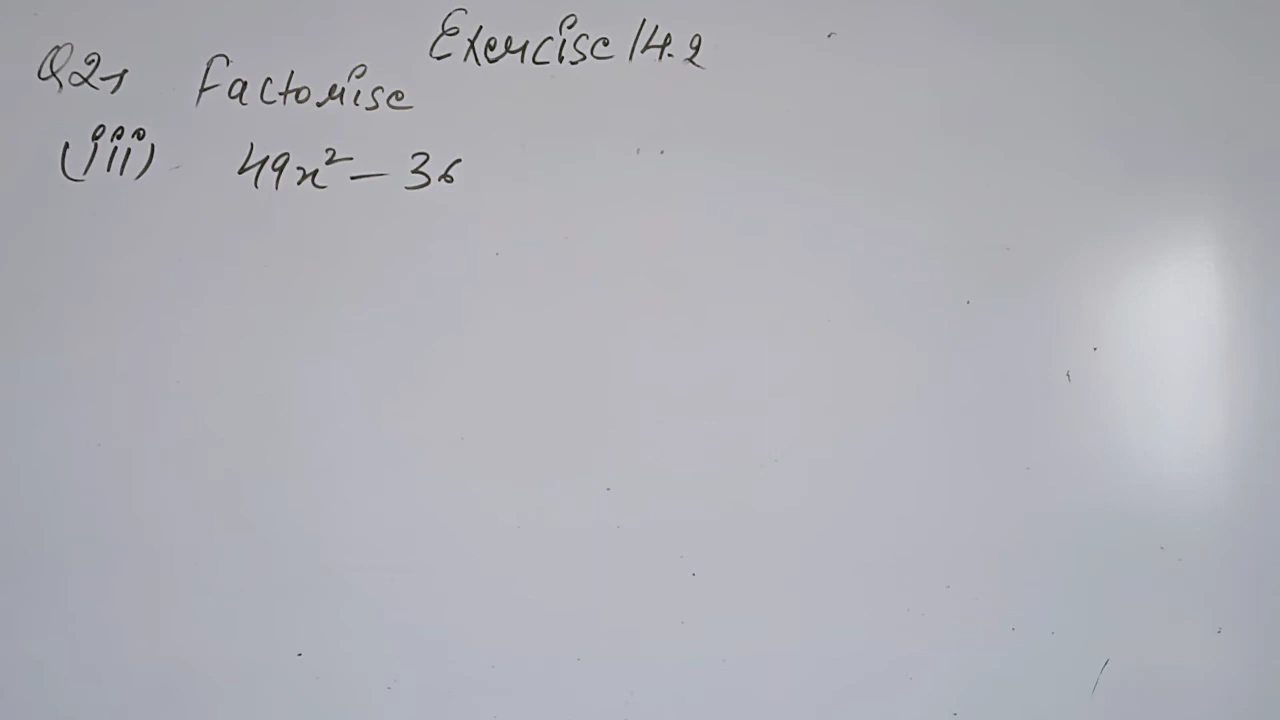 Exercise 14.2
Q2→ Factorise
(iii) 49x² - 36